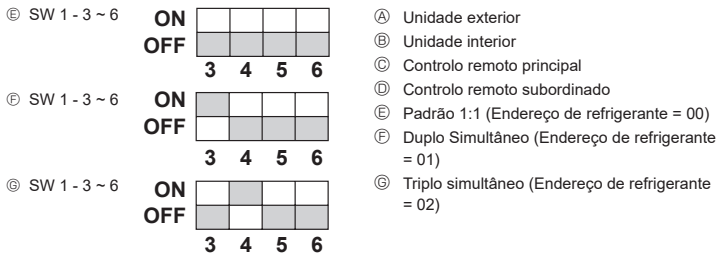 Ⓔ SW 1 - 3 ~ 6
ON
OFF
3 4 5 6
Ⓕ SW 1 - 3 ~ 6
ON
OFF
3 4 5 6
Ⓖ SW 1 - 3 ~ 6
ON
OFF
3 4 5 6
Ⓐ Unidade exterior
Ⓑ Unidade interior
Ⓒ Controlo remoto principal
Ⓓ Controlo remoto subordinado
Ⓔ Padrão 1:1 (Endereço de refrigerante = 00)
Ⓕ Duplo Simultâneo (Endereço de refrigerante
= 01)
Ⓖ Triplo simultâneo (Endereço de refrigerante
= 02)